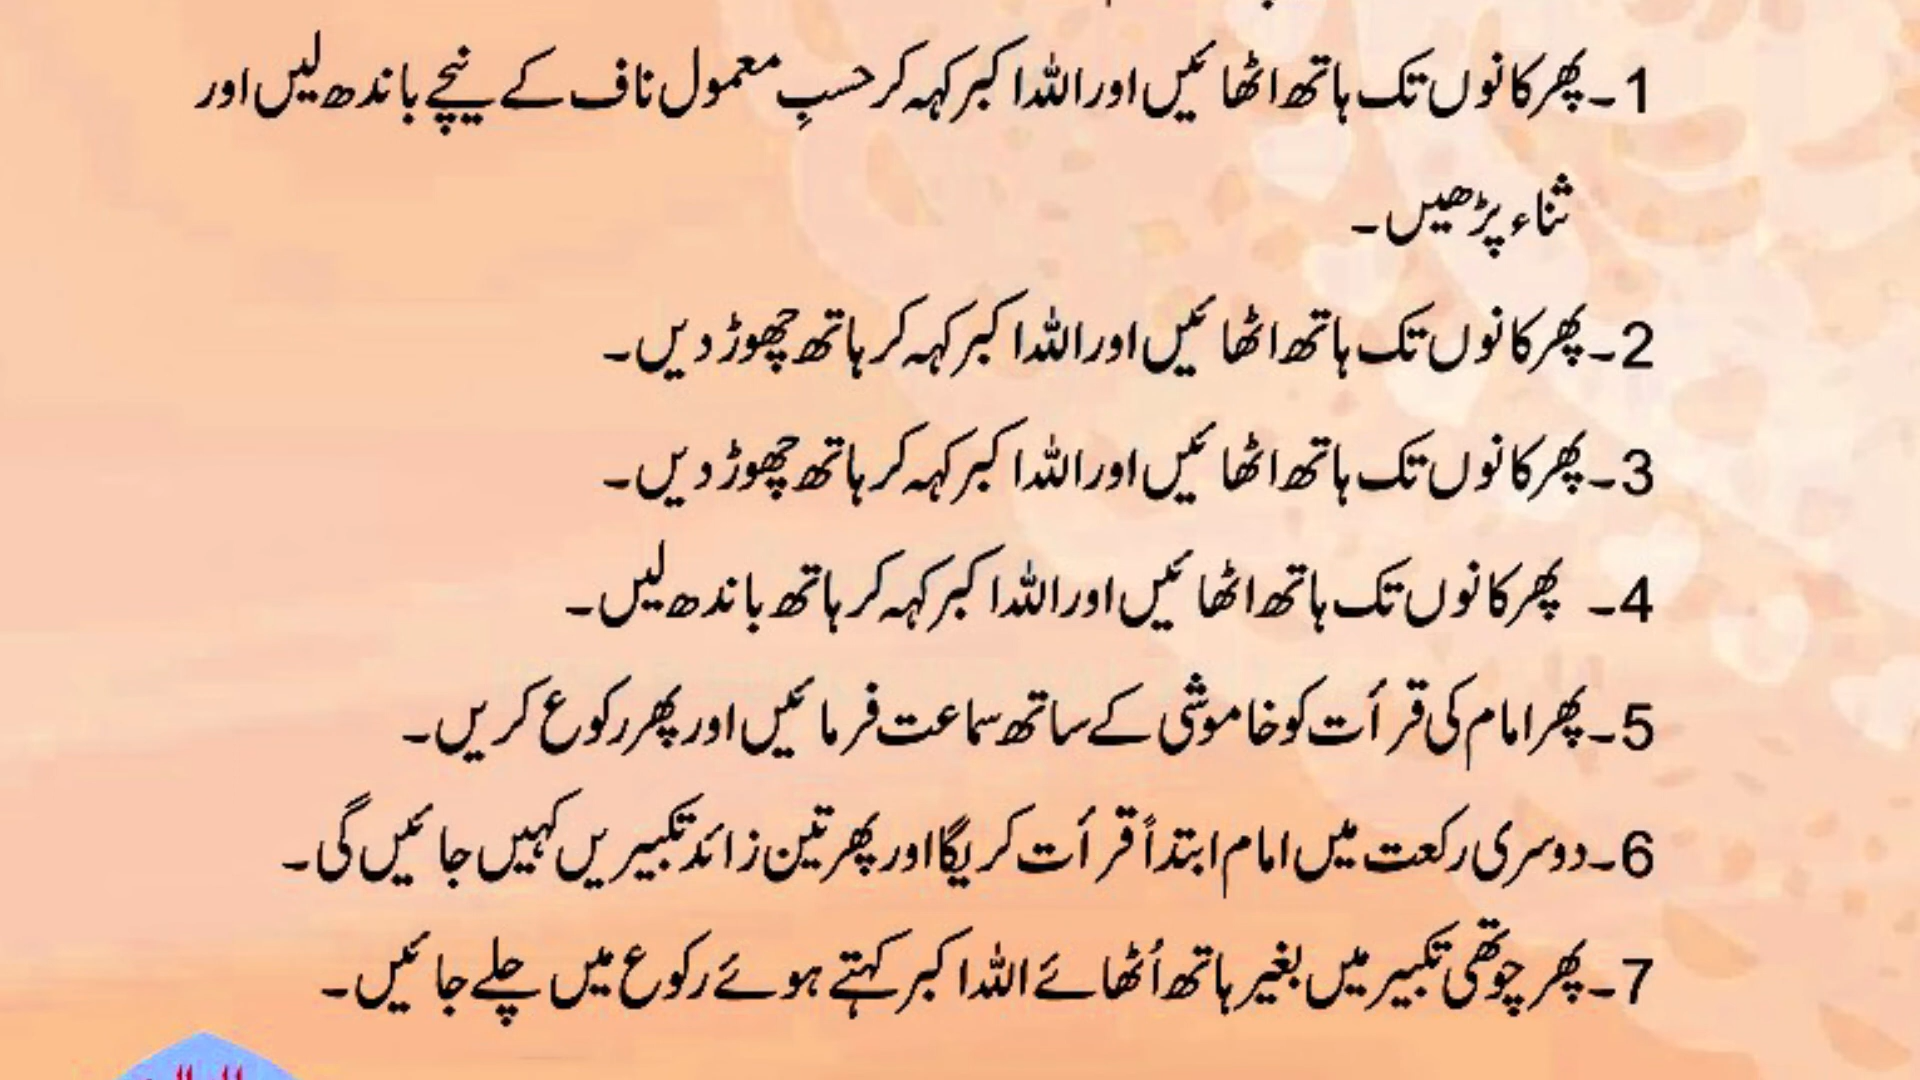 1۔پھر کانوں تک ہاتھ اٹھائیں اور اللہ اکبر کہہ کر حسبِ معمول ناف کے نیچے باندھ لیں اور
ثناء پڑھیں۔
2۔پھر کانوں تک ہاتھ اٹھائیں اور اللہ اکبر کہہ کر ہاتھ چھوڑ دیں۔
3۔پھر کانوں تک ہاتھ اٹھائیں اور اللہ اکبر کہہ کر ہاتھ چھوڑ دیں۔
4۔ پھر کانوں تک ہاتھ اٹھائیں اور اللہ اکبر کہہ کر ہاتھ باندھ لیں۔
5۔پھر امام کی قرأت کو خاموشی کے ساتھ سماعت فرمائیں اور پھر رکوع کریں۔
6۔دوسری رکعت میں امام ابتداً قرأت کریگا اور پھر تین زائد تکبیریں کہیں جائیں گی۔
7۔پھر چوتھی تکبیر میں بغیر ہاتھ اُٹھائے اللہ اکبر کہتے ہوئے رکوع میں چلے جائیں۔